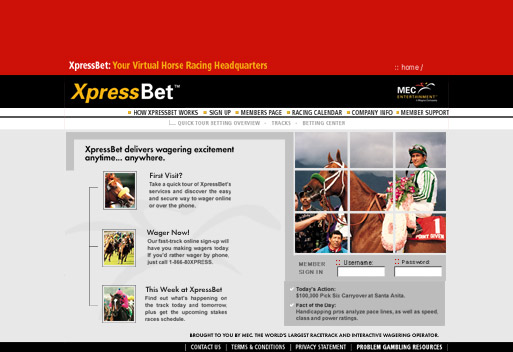 XpressBet: Your Virtual Horse Racing Headquarters
:: home /
XpressBet™
MEC
ENTERTAINMENT
HOW XPRESSBET WORKS SIGN UP MEMBERS PAGE RACING CALENDAR COMPANY INFO MEMBER SUPPORT
QUICK TOUR BETTING OVERVIEW - TRACKS - BETTING CENTER
XpressBet delivers wagering excitement
anytime... anywhere.
First Visit?
Take a quick tour of XpressBet's
services and discover the easy
and secure way to wager online
or over the phone.
Wager Now!
Our fast-track online sign-up will
have you making wagers today.
If you'd rather wager by phone,
just call 1-866-88XPRESS.
This Week at XpressBet
Find out what's happening on
the track today and tomorrow,
plus get the upcoming stakes
races schedule.
1
POINT GIVEN
MEMBER
SIGN IN
:: Username:
:: Password:
Today's Action:
$100,300 Pick Six Carryover at Santa Anita.
Fact of the Day:
Handicapping pros analyze pace lines, as well as speed,
class and power ratings.
BROUGHT TO YOU BY MEC, THE WORLD'S LARGEST RACETRACK AND INTERACTIVE WAGERING OPERATOR.
| CONTACT US | TERMS & CONDITIONS | PRIVACY STATEMENT | PROBLEM GAMBLING RESOURCES |